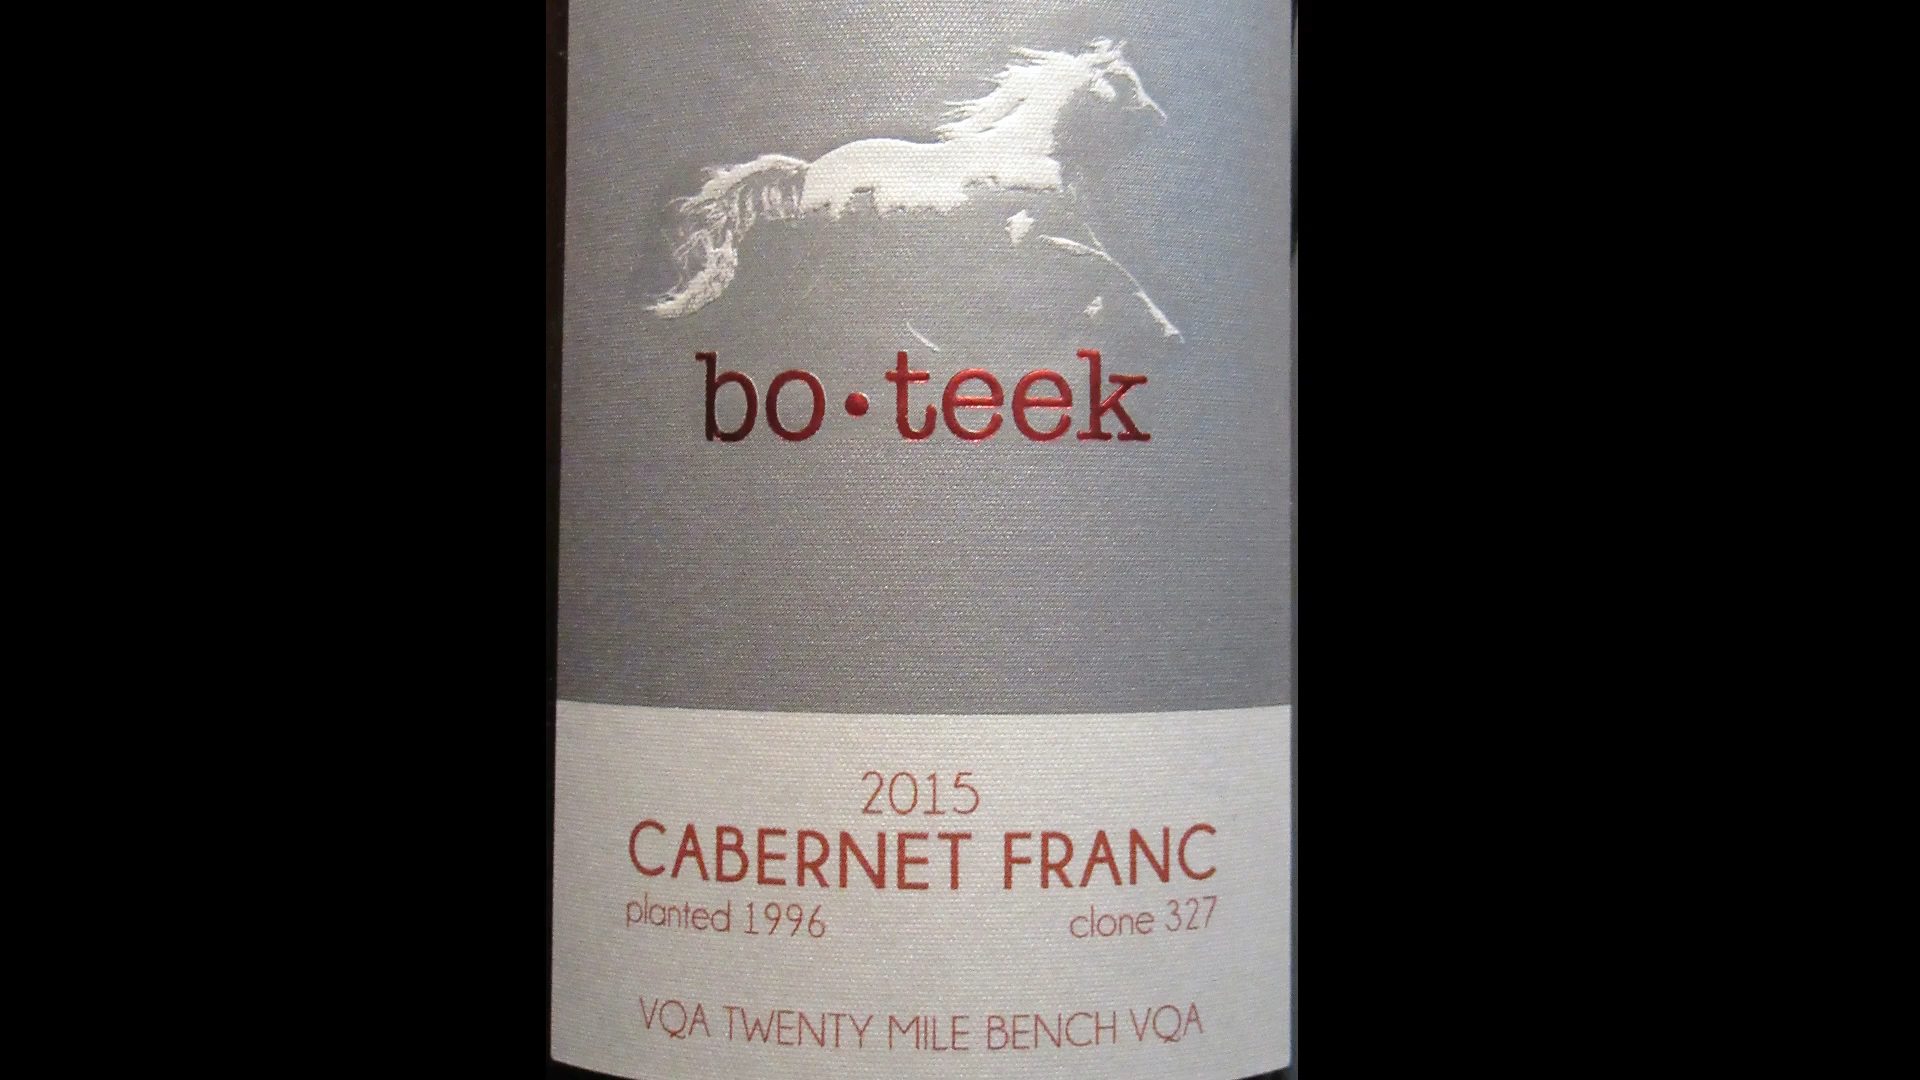 bo•teek
2015
CABERNET FRANC
planted 1996 clone 327
VQA TWENTY MILE BENCH VQA